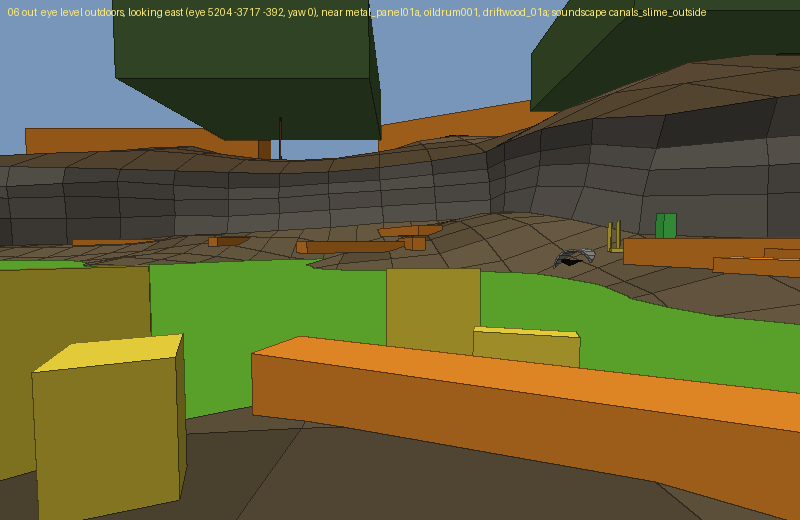 06 out eye level outdoors, looking east (eye 5204 -3717 -392, yaw 0), near metal_panel01a, oildrum001, driftwood_01a; soundscape canals_slime_outside